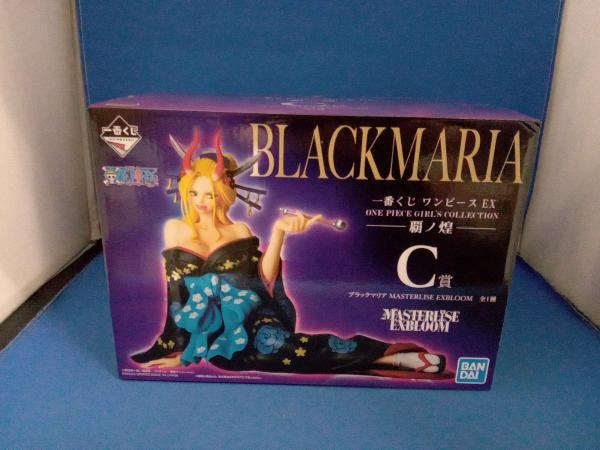 一番くじ
ONE PIECE
BLACKMARIA
一番くじ ワンピース EX
ONE PIECE GIRL'S COLLECTION
覇ノ煌
C賞
ブラックマリア MASTERLISE EXBLOOM 全1種
MASTERLISE
EXBLOOM
BAN
DAI